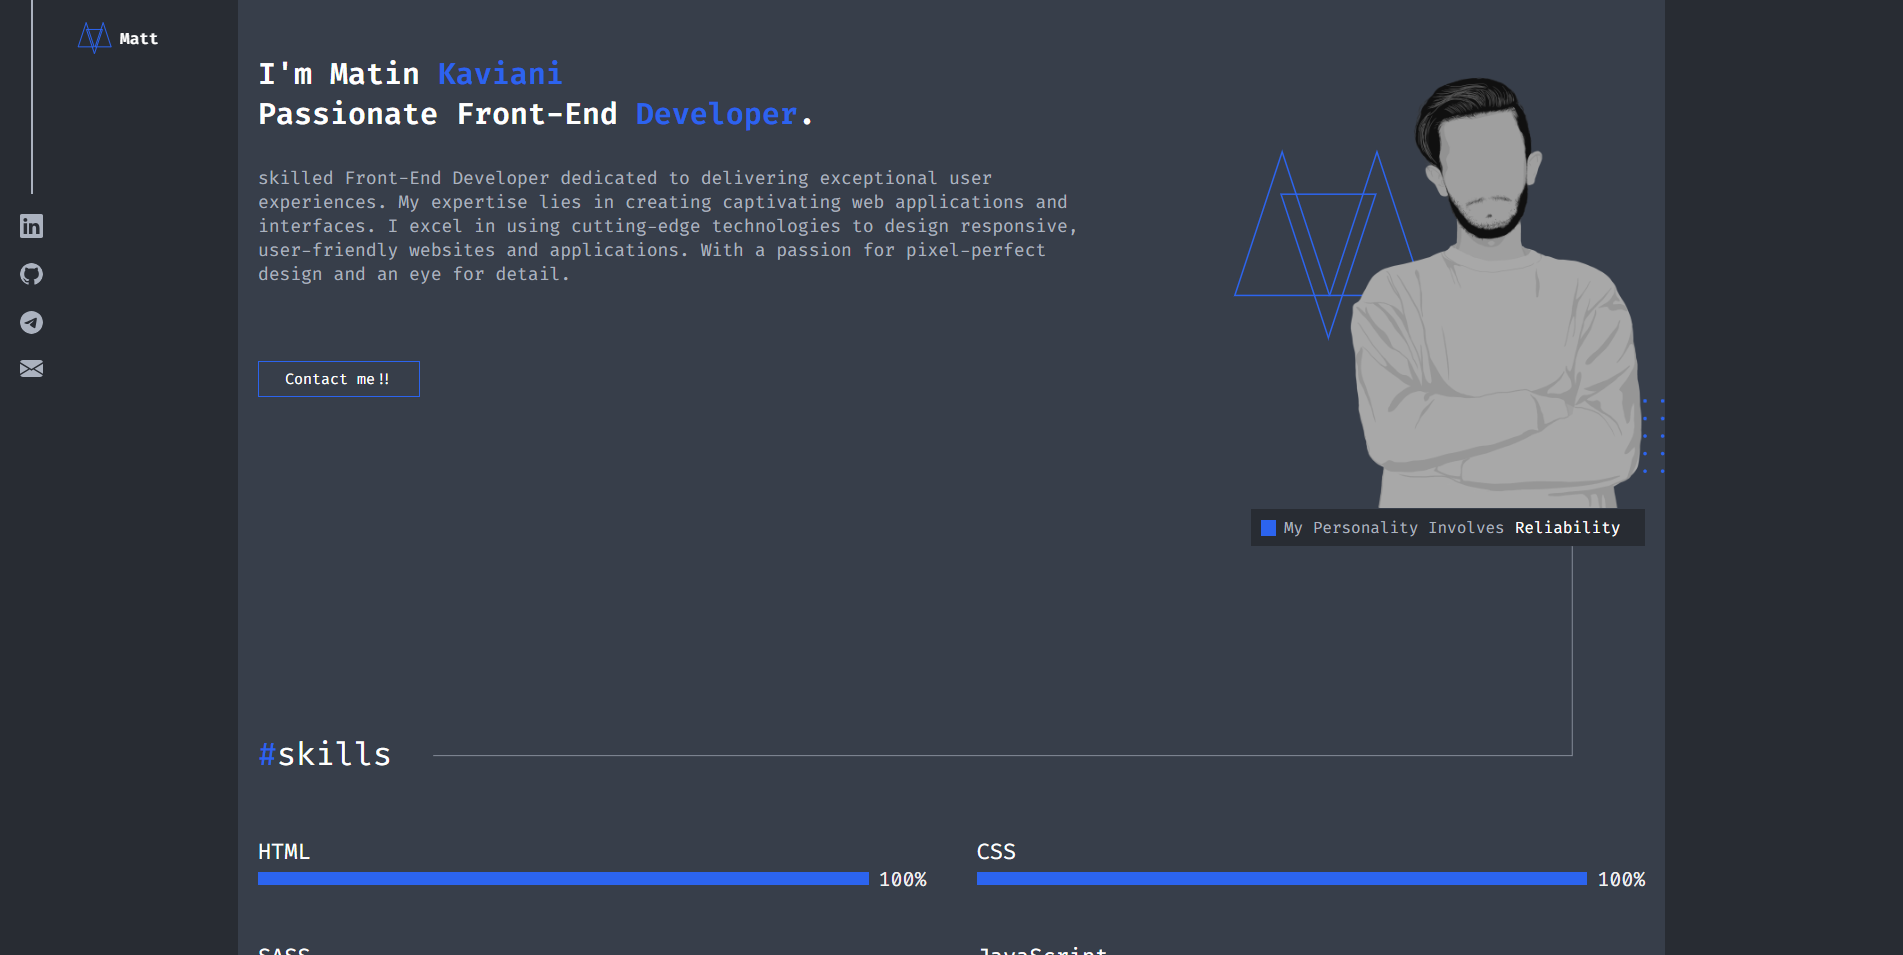 Matt
I'm Matin Kaviani
Passionate Front-End Developer.
skilled Front-End Developer dedicated to delivering exceptional user
experiences. My expertise lies in creating captivating web applications and
interfaces. I excel in using cutting-edge technologies to design responsive,
user-friendly websites and applications. With a passion for pixel-perfect
design and an eye for detail.
Contact me!!
My Personality Involves Reliability
#skills
HTML
100%
CSS
100%
SASS
JavaScript